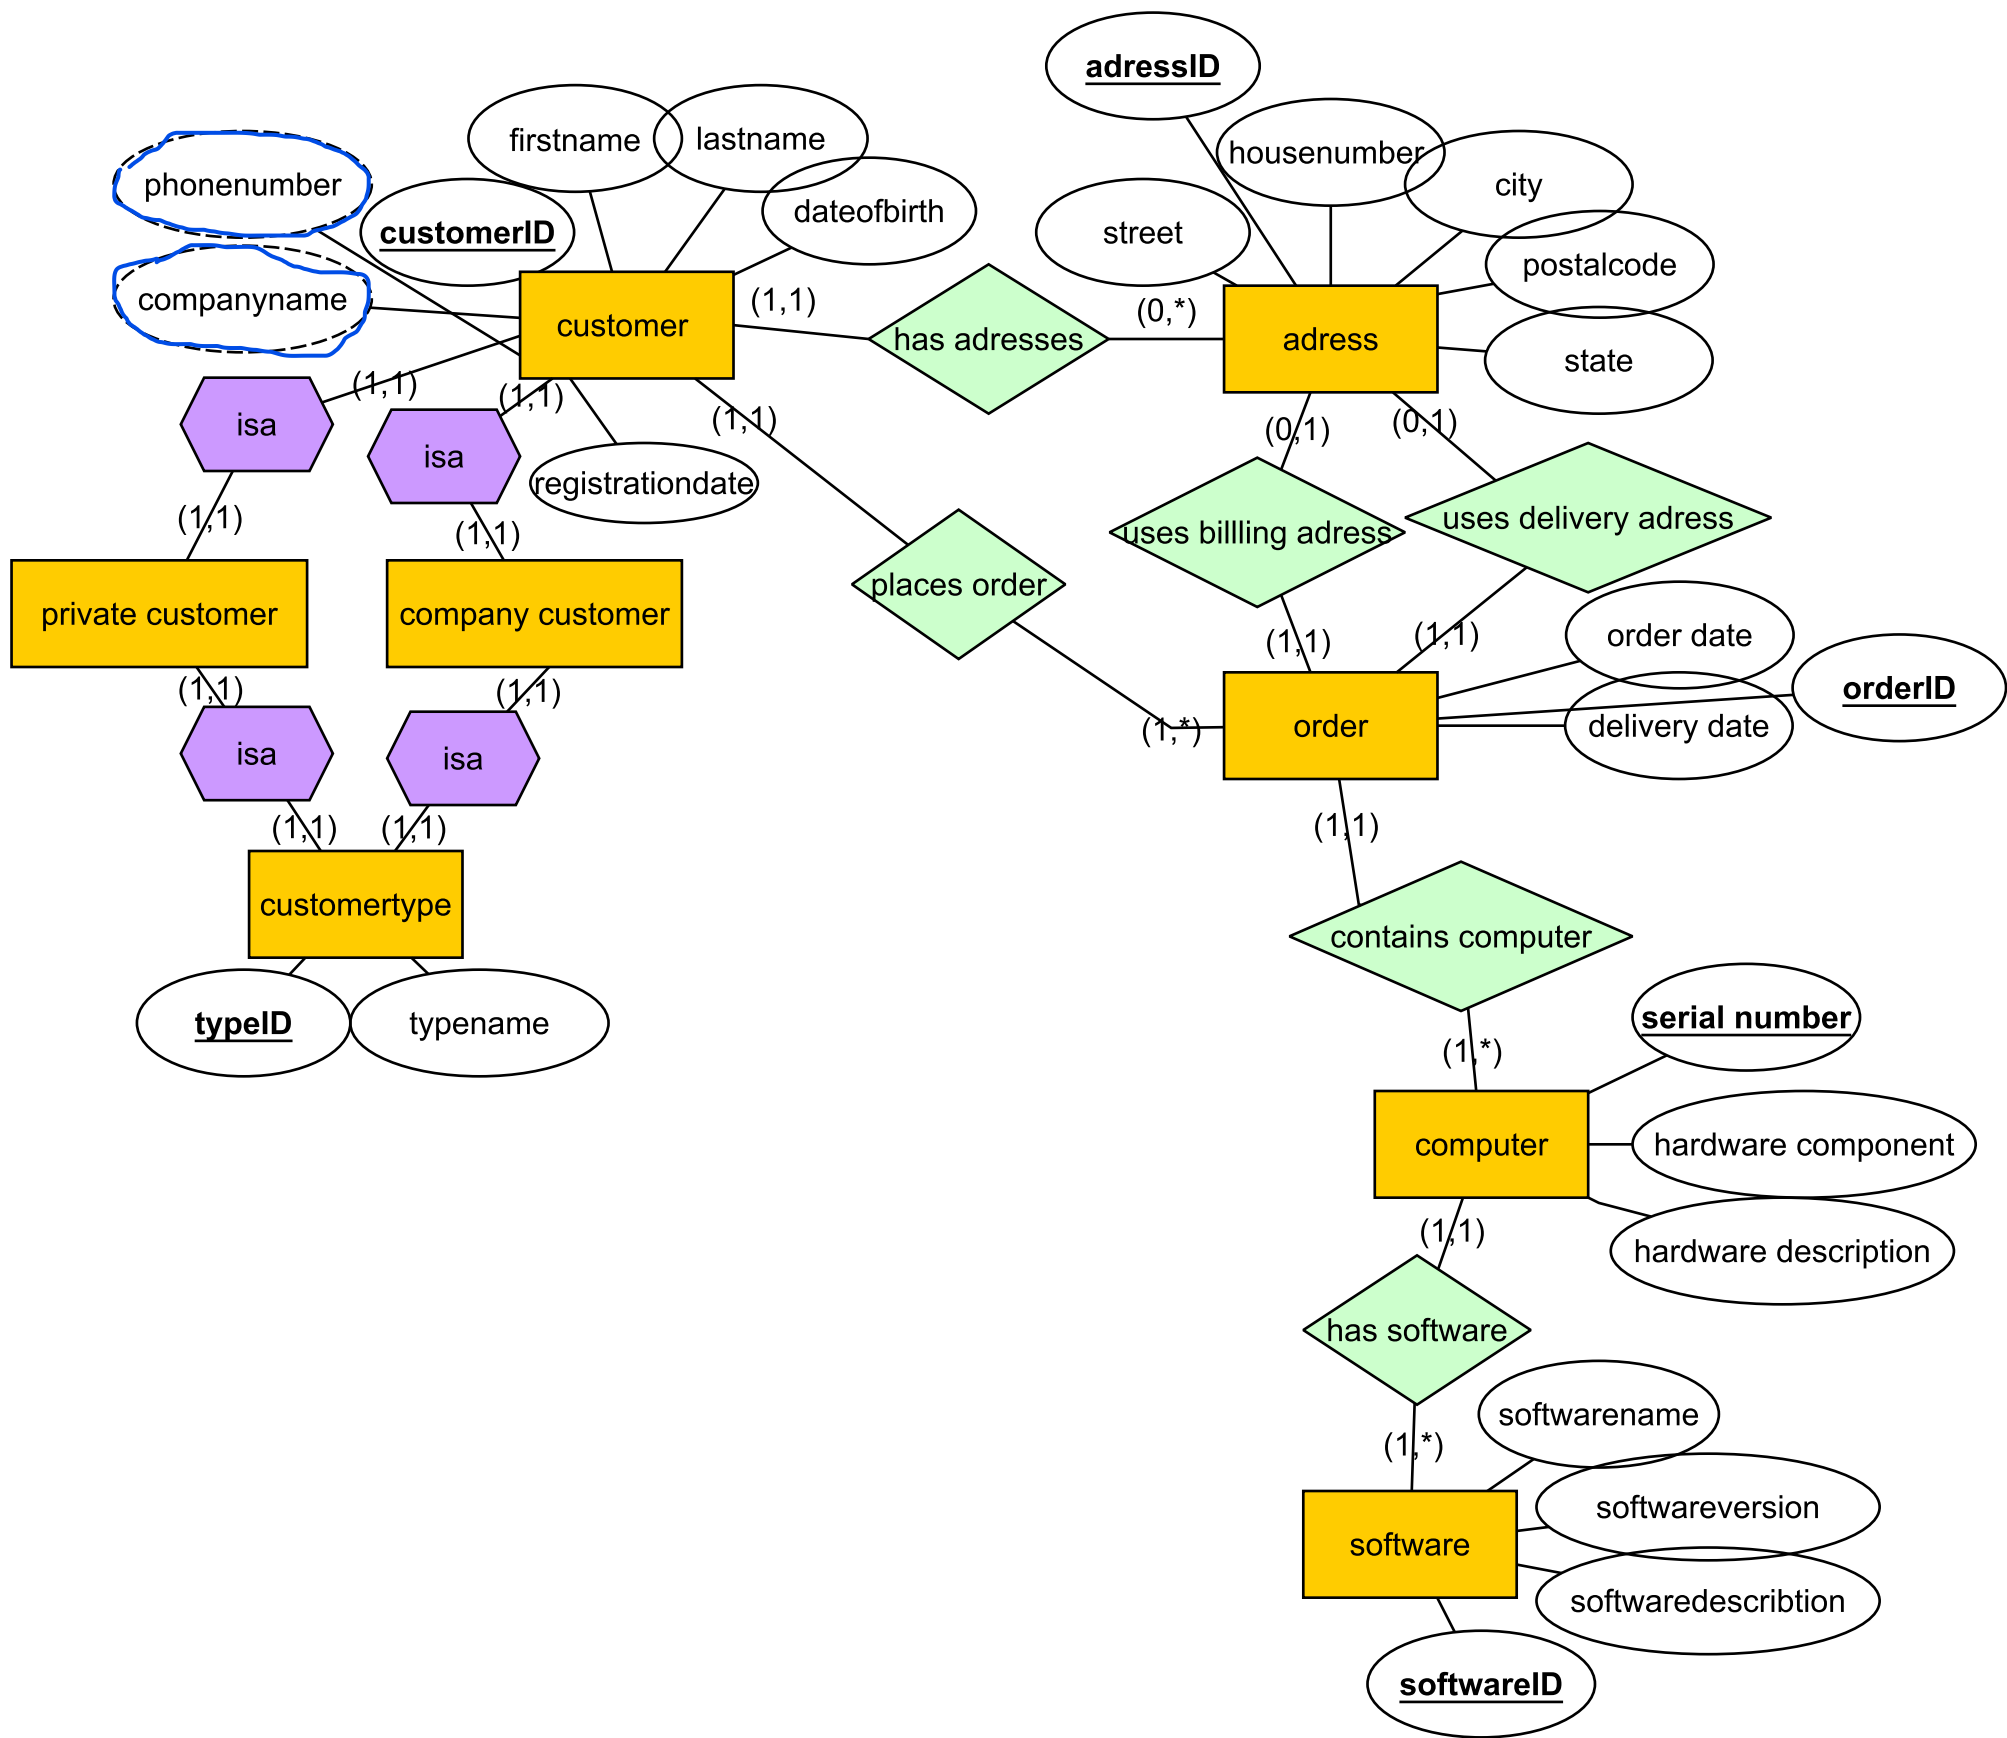 adressID
firstname
lastname
housenumber
phonenumber
city
dateofbirth
customerID
street
postalcode
companyname
(1,1)
(0,*)
customer
has adresses
adress
state
(1,1)
(1,1)
(1,1)
(0,1)
(0,1)
isa
isa
registrationdate
(1,1)
(1,1)
uses billling adress
uses delivery adress
places order
private customer
company customer
(1,1)
(1,1)
order date
(1,1)
(1,1)
orderID
(1,*)
order
delivery date
isa
isa
(1,1)
(1,1)
(1,1)
customertype
contains computer
typeID
typename
serial number
(1,*)
computer
hardware component
(1,1)
hardware description
has software
softwarename
(1,*)
softwareversion
software
softwaredescribtion
softwareID